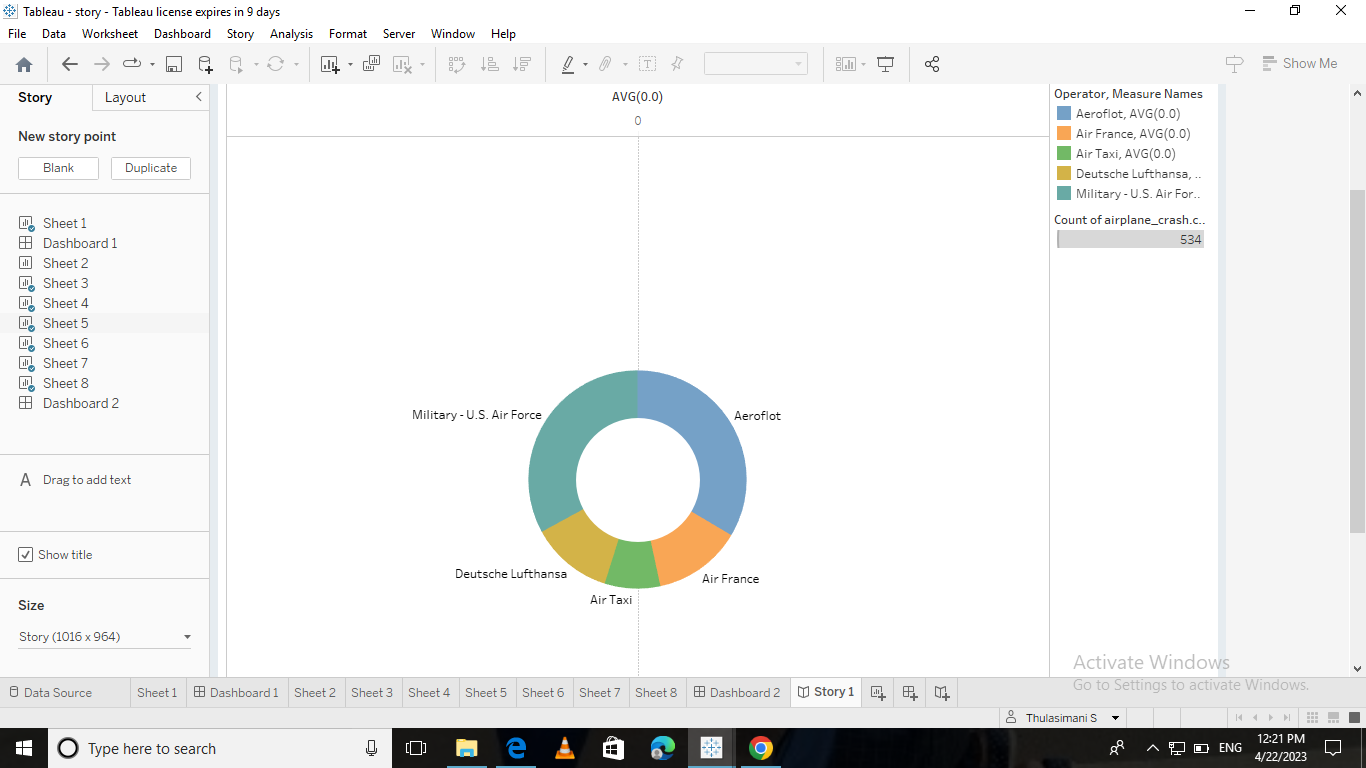 Tableau - story - Tableau license expires in 9 days
File Data Worksheet Dashboard Story Analysis Format Server Window Help
Show Me
Story Layout
New story point
Blank Duplicate
Sheet 1
Dashboard 1
Sheet 2
Sheet 3
Sheet 4
Sheet 5
Sheet 6
Sheet 7
Sheet 8
Dashboard 2
A Drag to add text
Show title
Size
Story (1016 x 964)
AVG(0.0)
0
Military - U.S. Air Force
Aeroflot
Deutsche Lufthansa
Air France
Air Taxi
Operator, Measure Names
Aeroflot, AVG(0.0)
Air France, AVG(0.0)
Air Taxi, AVG(0.0)
Deutsche Lufthansa, ..
Military - U.S. Air For..
Count of airplane_crash.c..
534
Activate Windows
Go to Settings to activate Windows.
Data Source Sheet 1 Dashboard 1 Sheet 2 Sheet 3 Sheet 4 Sheet 5 Sheet 6 Sheet 7 Sheet 8 Dashboard 2 Story 1
Thulasimani S
Type here to search
ENG
12:21 PM
4/22/2023